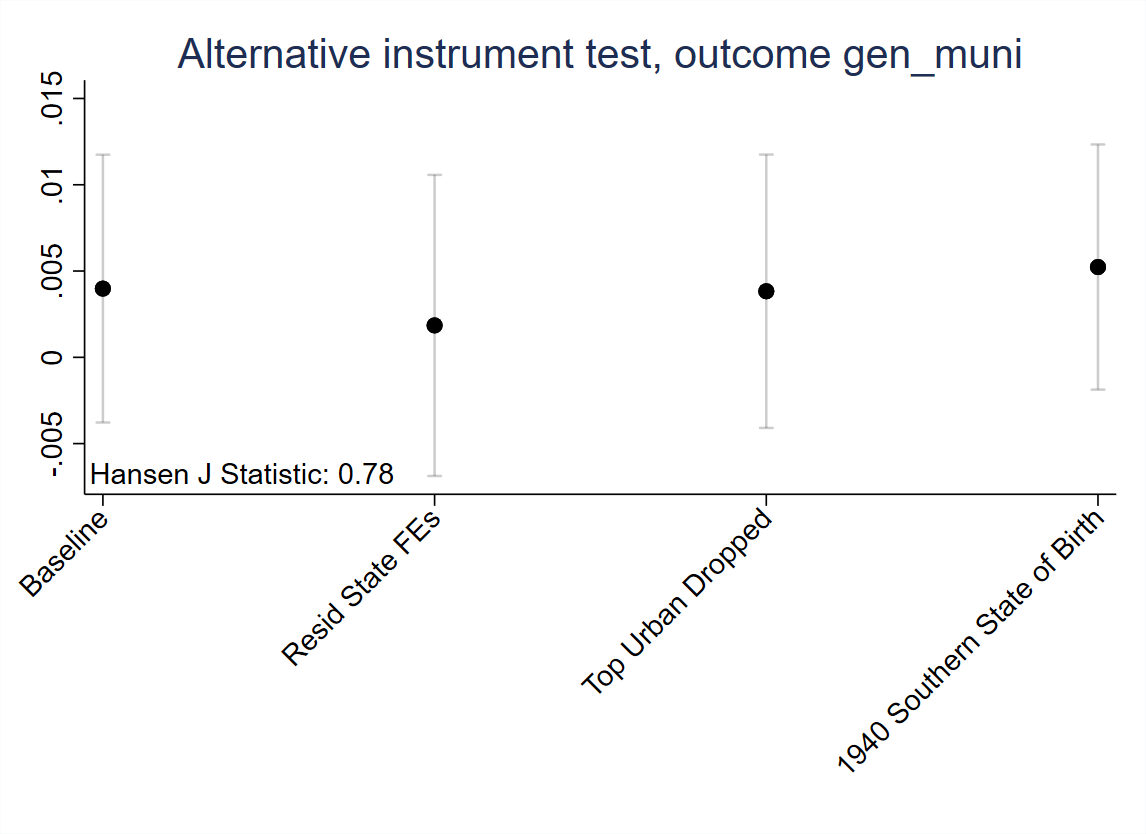 Alternative instrument test, outcome gen_muni
.015
.01
.005
0
-.005
Hansen J Statistic: 0.78
Baseline
Resid State FEs
Top Urban Dropped
1940 Southern State of Birth